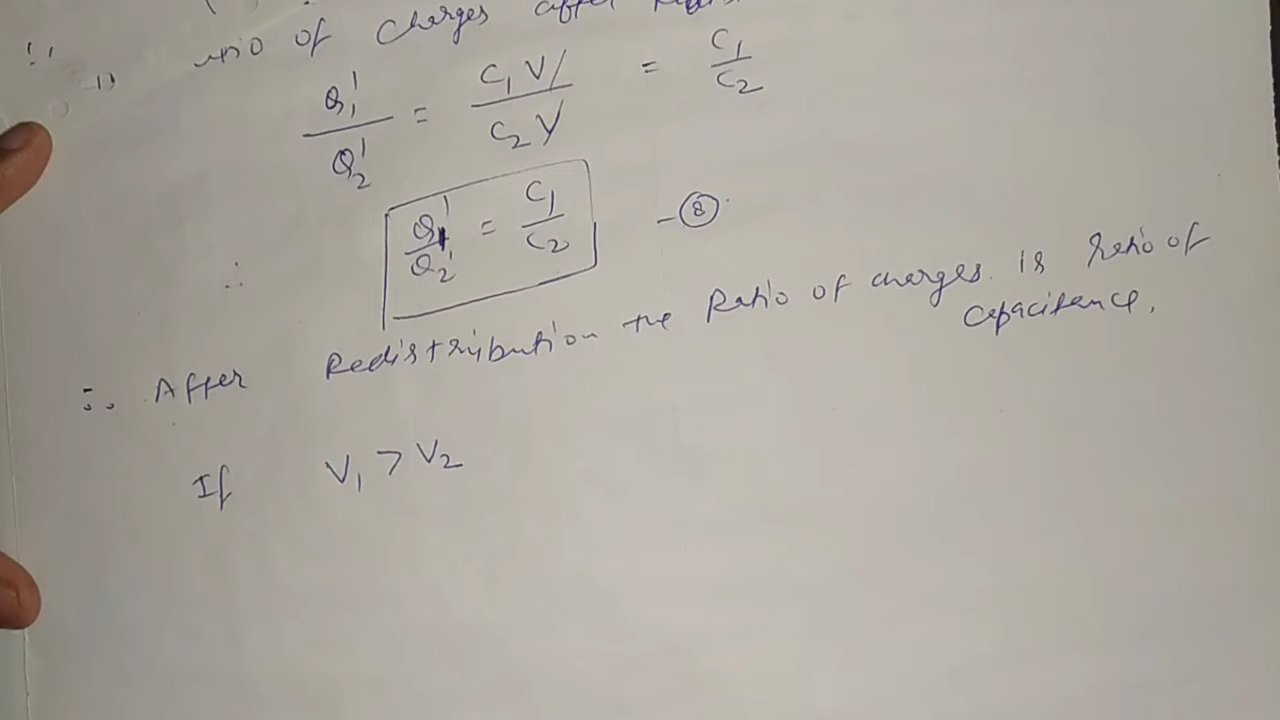 ratio of charges after
1) Q₁'/Q₂' = C₁V/C₂V = C₁/C₂
∴ Q₁'/Q₂' = C₁/C₂ -⑧
∴ After Redistribution the Ratio of charges is Ratio of
capacitance.
If V₁ > V₂